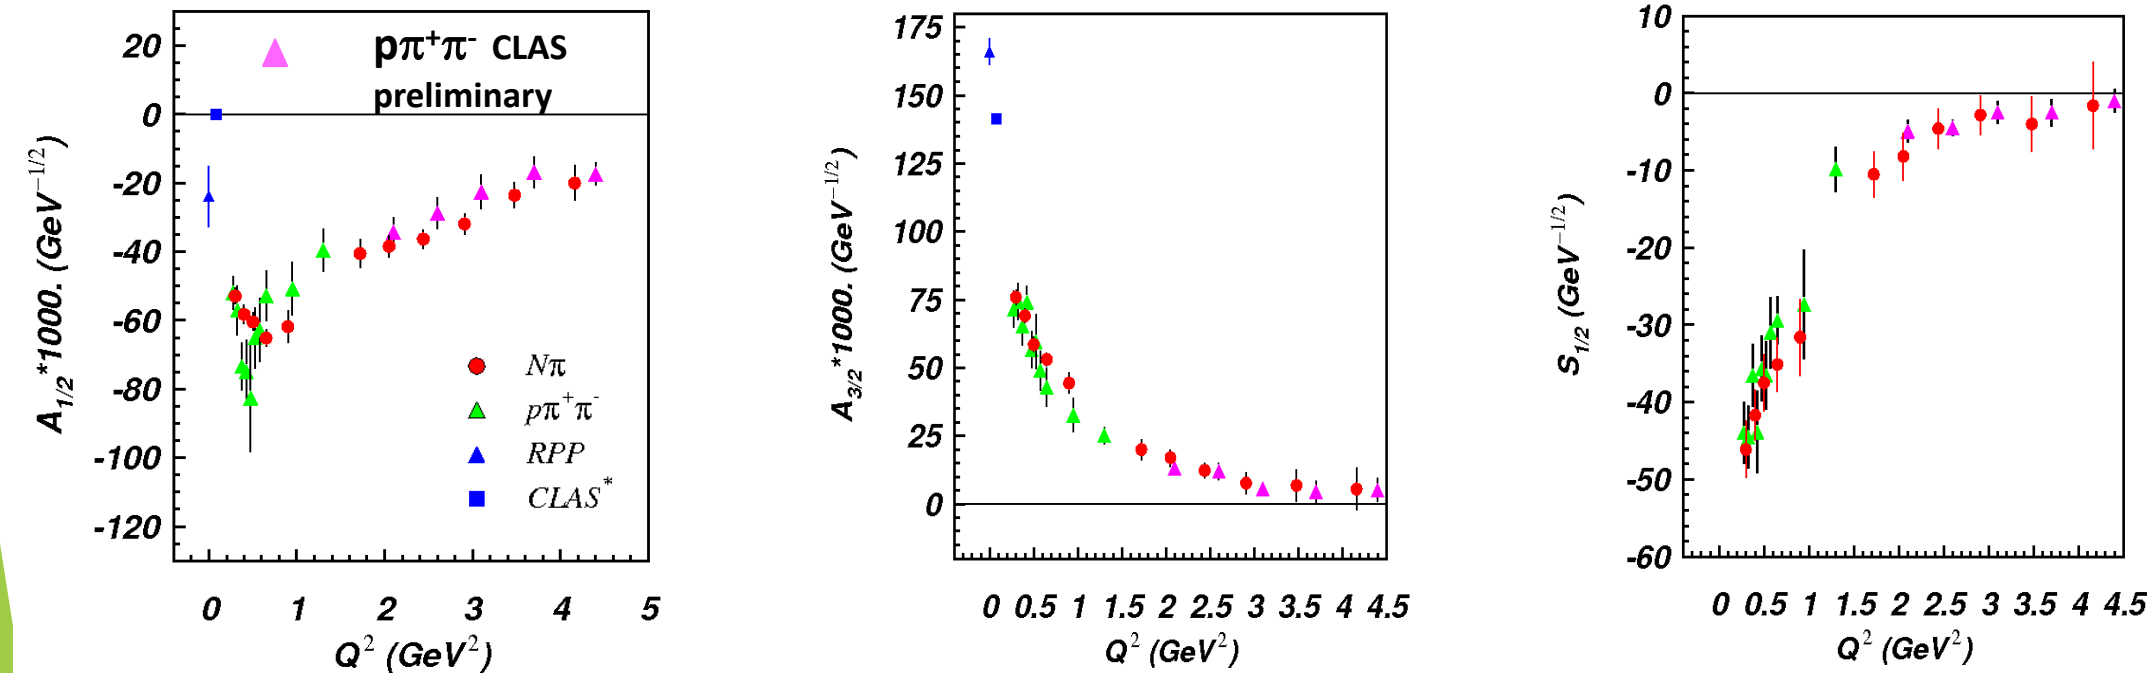 pπ⁺π⁻ CLAS
preliminary
20
0
-20
-40
-60
-80
-100
-120
A₁/₂*1000. (GeV⁻¹/²)
Nπ
pπ⁺π⁻
RPP
CLAS*
0 1 2 3 4 5
Q² (GeV²)
175
150
125
100
75
50
25
0
A₃/₂*1000. (GeV⁻¹/²)
0 0.5 1 1.5 2 2.5 3 3.5 4 4.5
Q² (GeV²)
10
0
-10
-20
-30
-40
-50
-60
S₁/₂ (GeV⁻¹/²)
0 0.5 1 1.5 2 2.5 3 3.5 4 4.5
Q² (GeV²)